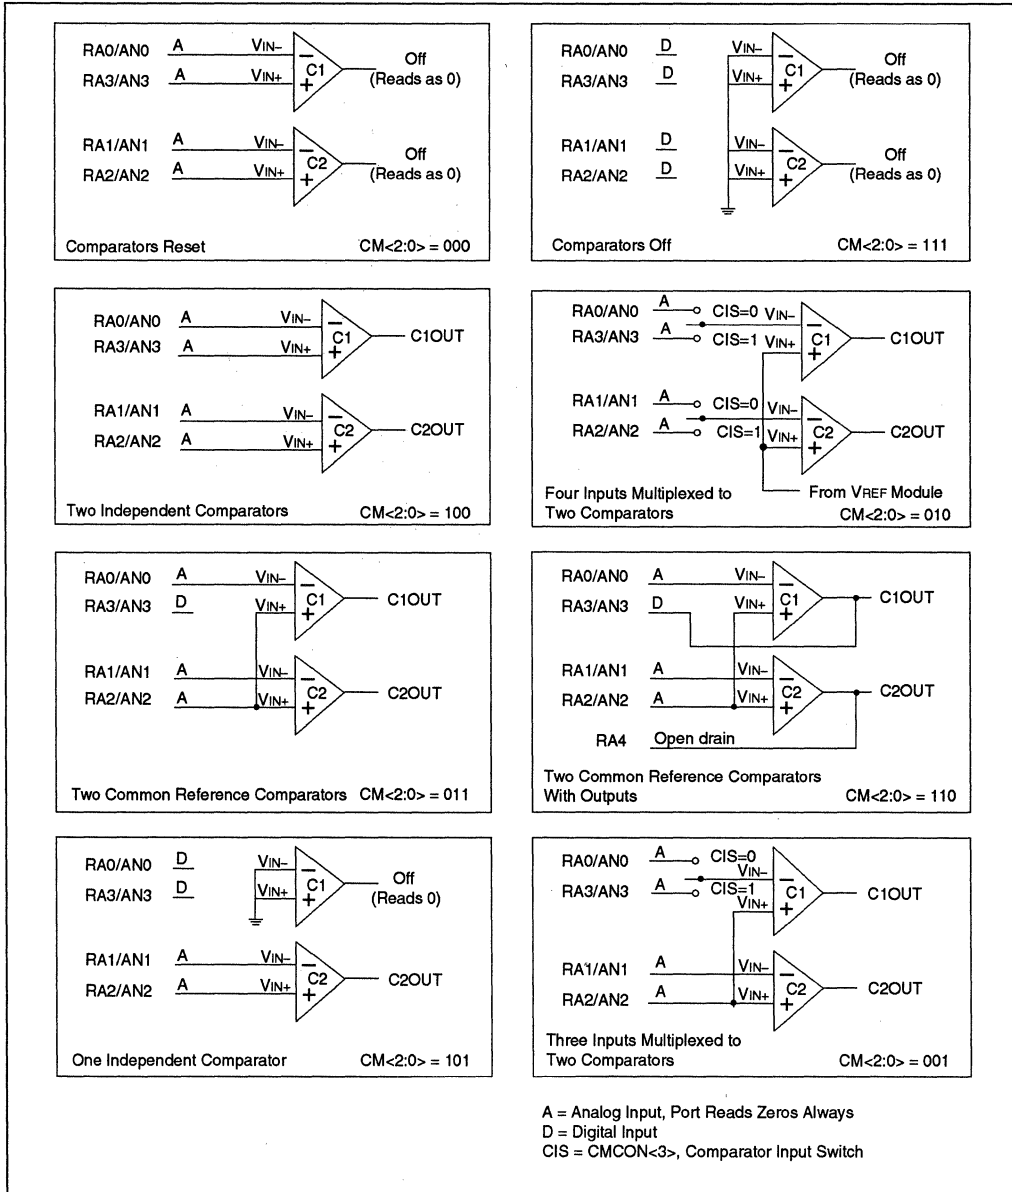 RA0/AN0 A VIN– Off
RA3/AN3 A VIN+ C1 (Reads as 0)
RA1/AN1 A VIN– Off
RA2/AN2 A VIN+ C2 (Reads as 0)
Comparators Reset CM<2:0> = 000
RA0/AN0 D VIN– Off
RA3/AN3 D VIN+ C1 (Reads as 0)
RA1/AN1 D VIN– Off
RA2/AN2 D VIN+ C2 (Reads as 0)
Comparators Off CM<2:0> = 111
RA0/AN0 A VIN–
RA3/AN3 A VIN+ C1 C1OUT
RA1/AN1 A VIN–
RA2/AN2 A VIN+ C2 C2OUT
Two Independent Comparators CM<2:0> = 100
RA0/AN0 A CIS=0 VIN–
RA3/AN3 A CIS=1 VIN+ C1 C1OUT
RA1/AN1 A CIS=0 VIN–
RA2/AN2 A CIS=1 VIN+ C2 C2OUT
From VREF Module
Four Inputs Multiplexed to
Two Comparators CM<2:0> = 010
RA0/AN0 A VIN–
RA3/AN3 D VIN+ C1 C1OUT
RA1/AN1 A VIN–
RA2/AN2 A VIN+ C2 C2OUT
Two Common Reference Comparators CM<2:0> = 011
RA0/AN0 A VIN–
RA3/AN3 D VIN+ C1 C1OUT
RA1/AN1 A VIN–
RA2/AN2 A VIN+ C2 C2OUT
RA4 Open drain
Two Common Reference Comparators
With Outputs CM<2:0> = 110
RA0/AN0 D VIN– Off
RA3/AN3 D VIN+ C1 (Reads 0)
RA1/AN1 A VIN–
RA2/AN2 A VIN+ C2 C2OUT
One Independent Comparator CM<2:0> = 101
RA0/AN0 A CIS=0 VIN–
RA3/AN3 A CIS=1 VIN+ C1 C1OUT
RA1/AN1 A VIN–
RA2/AN2 A VIN+ C2 C2OUT
Three Inputs Multiplexed to
Two Comparators CM<2:0> = 001
A = Analog Input, Port Reads Zeros Always
D = Digital Input
CIS = CMCON<3>, Comparator Input Switch